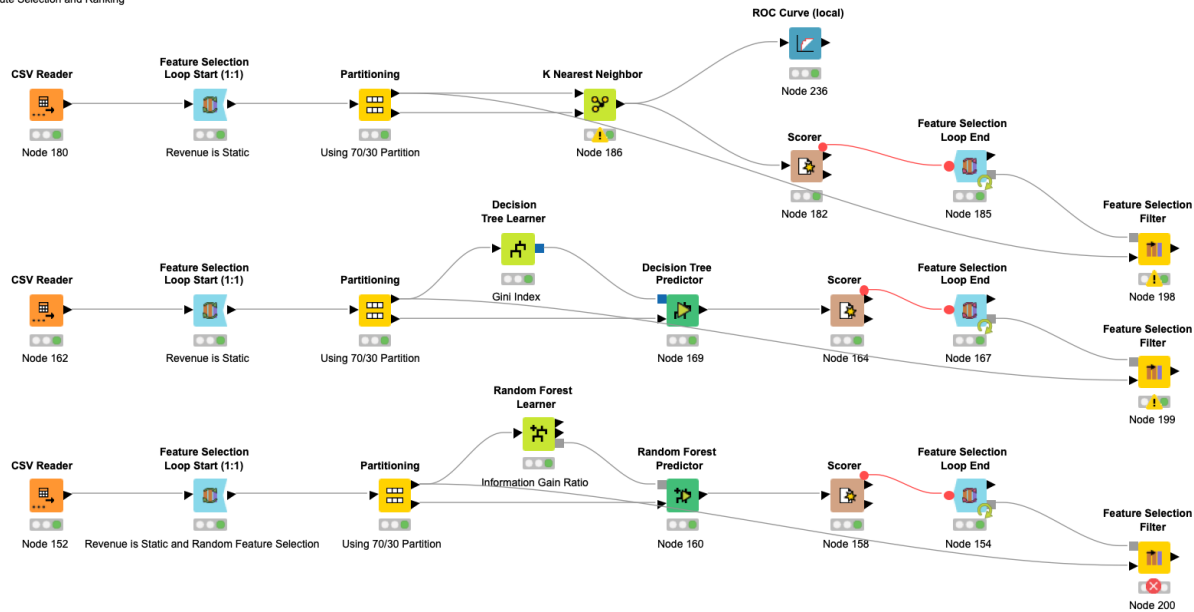 ute Selection and Ranking
ROC Curve (local)
Node 236
CSV Reader
Node 180
Feature Selection
Loop Start (1:1)
Revenue is Static
Partitioning
Using 70/30 Partition
K Nearest Neighbor
Node 186
Scorer
Node 182
Feature Selection
Loop End
Node 185
Feature Selection
Filter
Node 198
CSV Reader
Node 162
Feature Selection
Loop Start (1:1)
Revenue is Static
Partitioning
Using 70/30 Partition
Decision
Tree Learner
Gini Index
Decision Tree
Predictor
Node 169
Scorer
Node 164
Feature Selection
Loop End
Node 167
Feature Selection
Filter
Node 199
CSV Reader
Node 152
Feature Selection
Loop Start (1:1)
Revenue is Static and Random Feature Selection
Partitioning
Using 70/30 Partition
Random Forest
Learner
Information Gain Ratio
Random Forest
Predictor
Node 160
Scorer
Node 158
Feature Selection
Loop End
Node 154
Feature Selection
Filter
Node 200